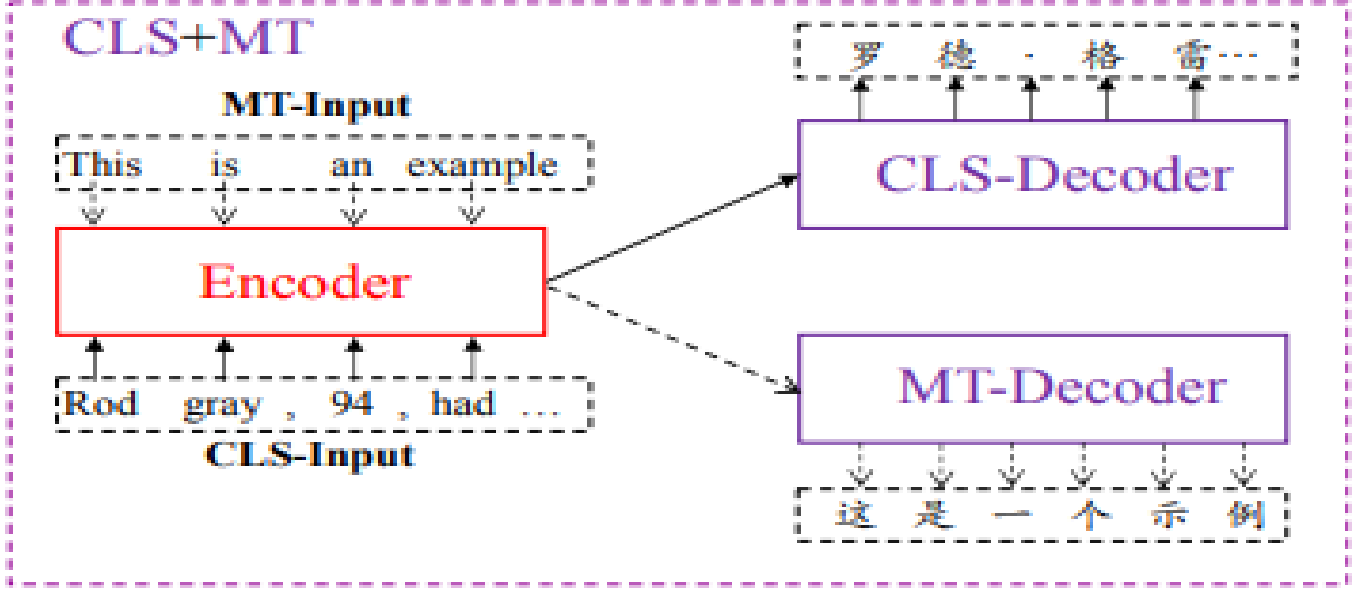 CLS+MT
MT-Input
This is an example
Encoder
Rod gray , 94 , had ...
CLS-Input
罗 德 · 格 雷 ...
CLS-Decoder
MT-Decoder
这 是 一 个 示 例